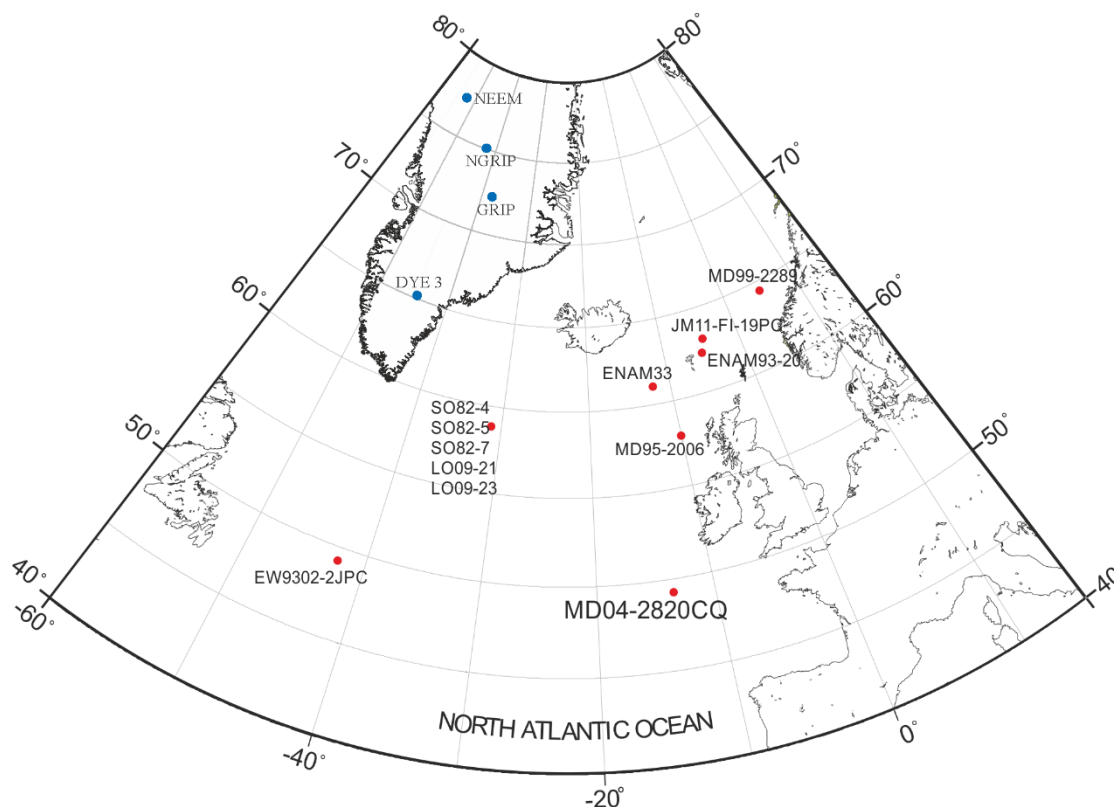 80°
80°
NEEM
NGRIP
70°
70°
GRIP
DYE 3
MD99-2289
60°
60°
JM11-FI-19PC
ENAM93-20
ENAM33
SO82-4
SO82-5
SO82-7
LO09-21
LO09-23
MD95-2006
50°
50°
EW9302-2JPC
MD04-2820CQ
40°
40°
-60°
NORTH ATLANTIC OCEAN
0°
-40°
-20°